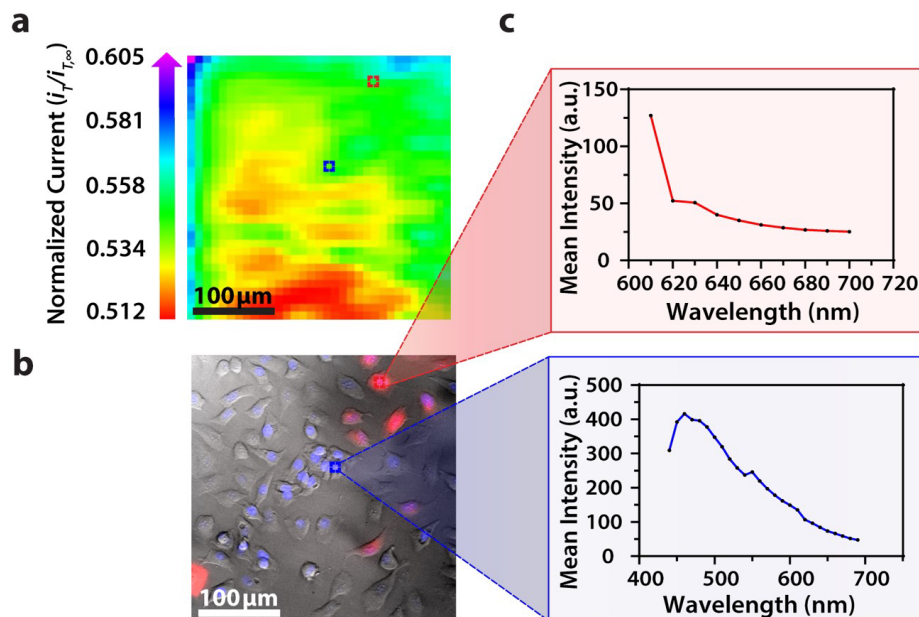 a
Normalized Current (iT/iT,∞)
0.605
0.581
0.558
0.534
0.512
100 μm
b
100 μm
c
Mean Intensity (a.u.)
150
100
50
0
600 620 640 660 680 700 720
Wavelength (nm)
Mean Intensity (a.u.)
500
400
300
200
100
0
400 500 600 700
Wavelength (nm)